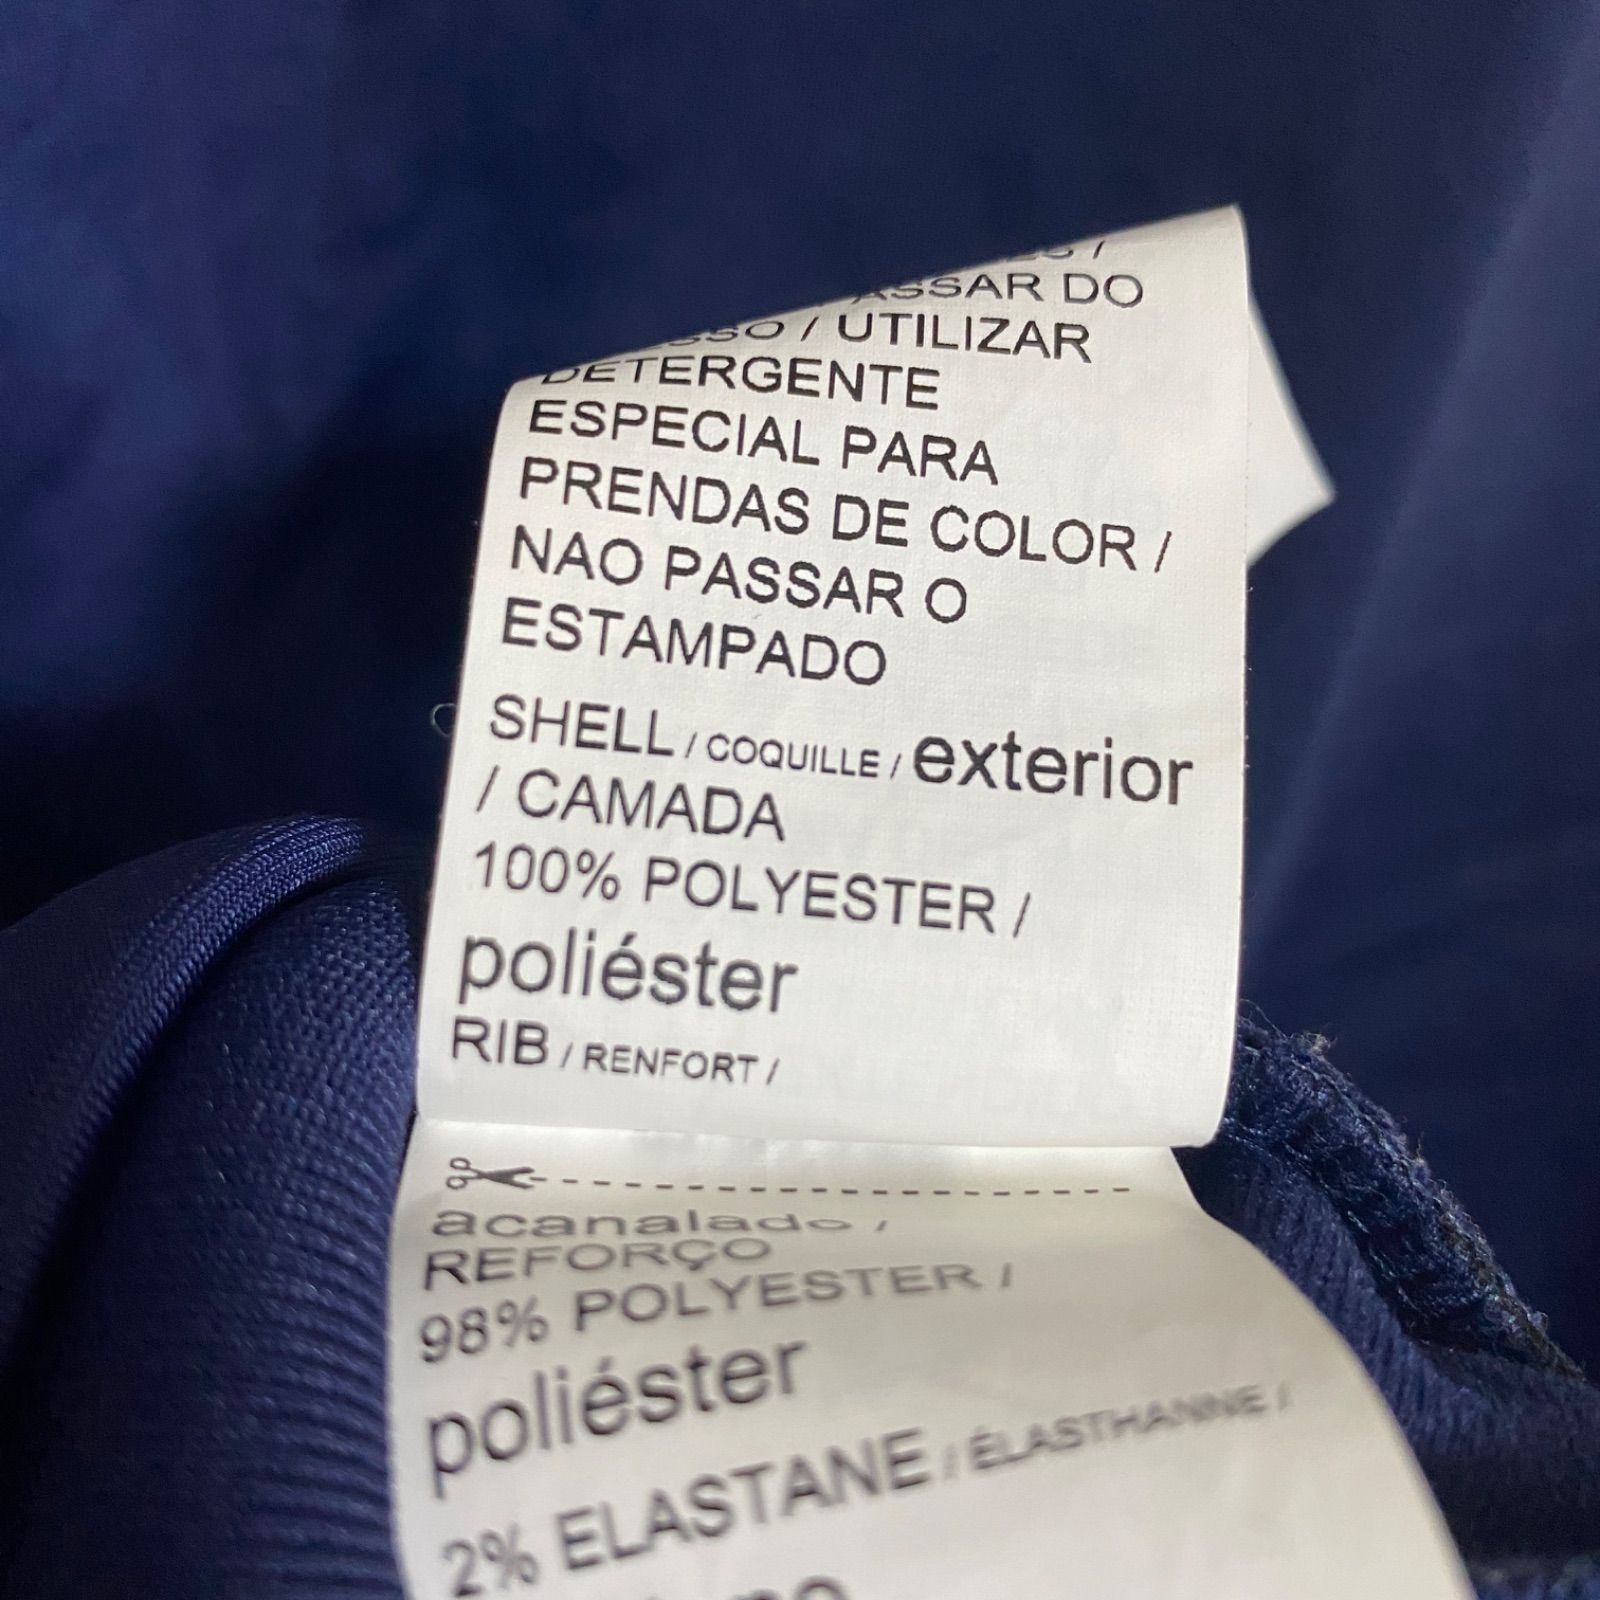 PASSAR DO
/ UTILIZAR
DETERGENTE
ESPECIAL PARA
PRENDAS DE COLOR /
NAO PASSAR O
ESTAMPADO
SHELL / COQUILLE / exterior
/ CAMADA
100% POLYESTER /
poliéster
RIB / RENFORT /
acanalado /
REFORÇO
98% POLYESTER /
poliéster
2% ELASTANE / ÉLASTHANNE /